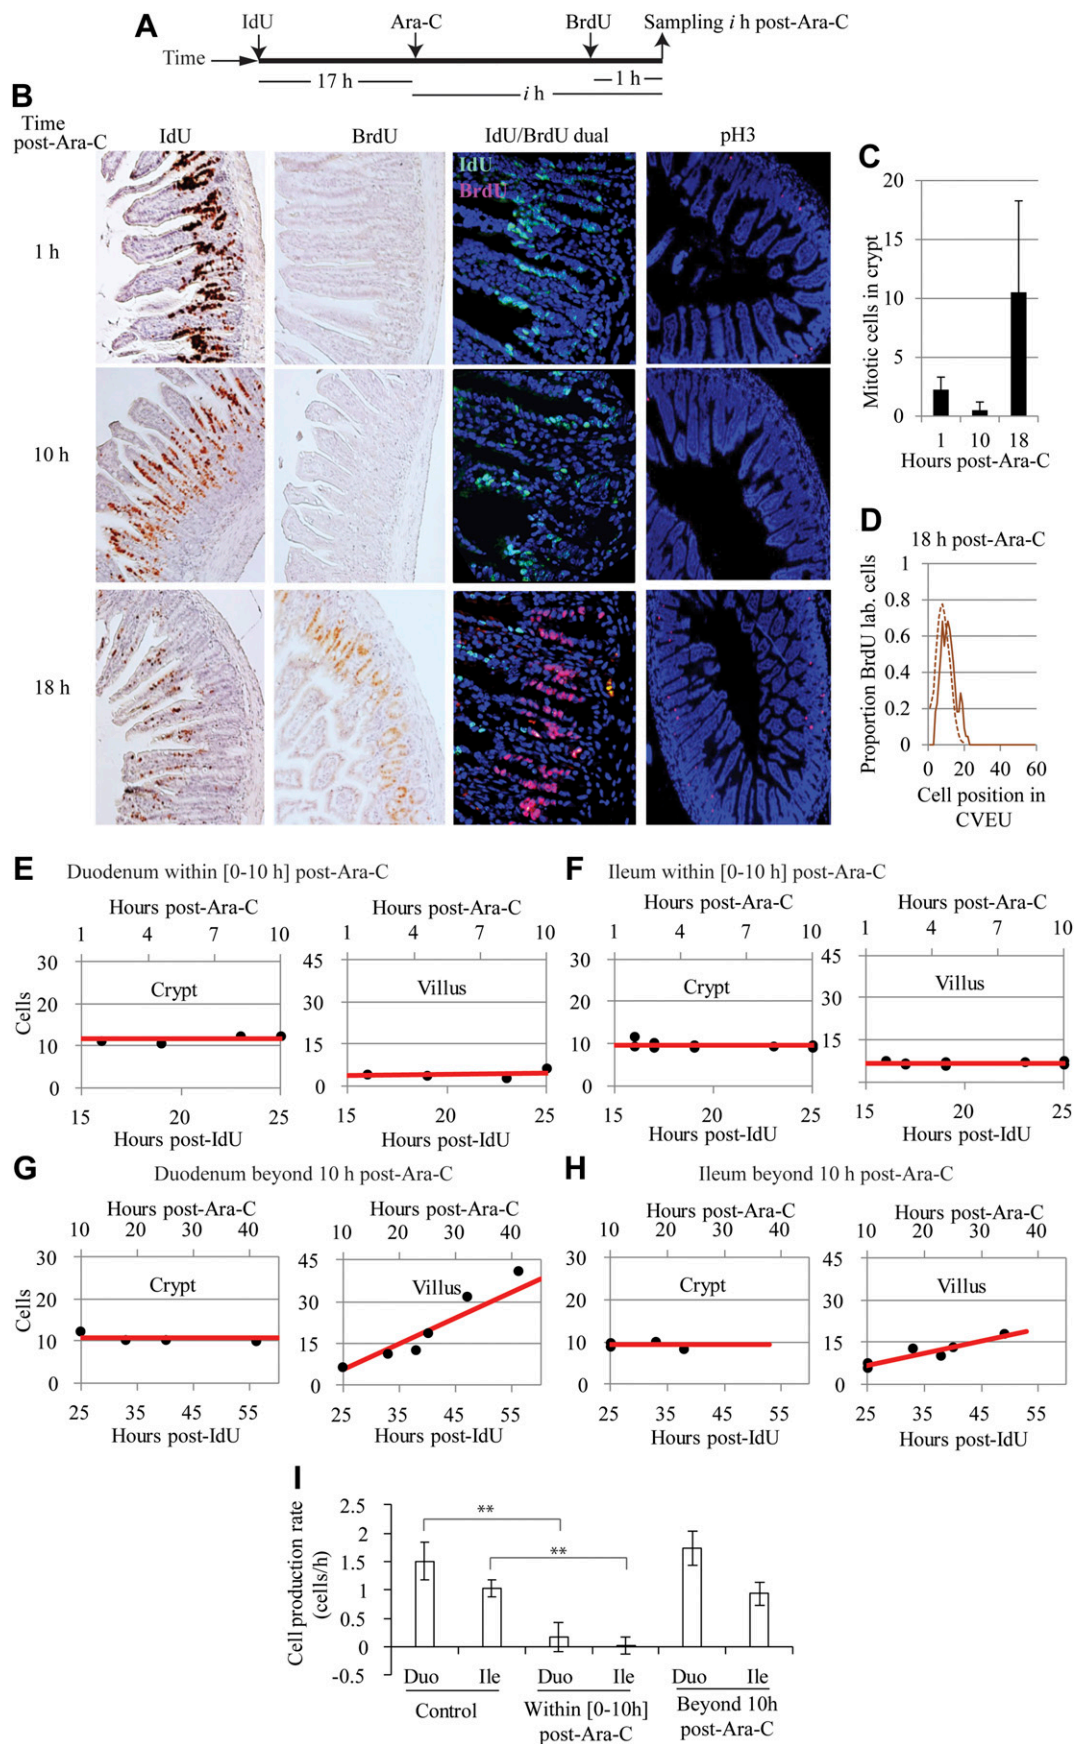 A
IdU
Ara-C
BrdU
Sampling i h post-Ara-C
Time
17 h
1 h
i h
B
Time
post-Ara-C
IdU
BrdU
IdU/BrdU dual
pH3
IdU
BrdU
1 h
10 h
18 h
C
Mitotic cells in crypt
20
15
10
5
0
1 10 18
Hours post-Ara-C
D
18 h post-Ara-C
Proportion BrdU lab. cells
1
0.8
0.6
0.4
0.2
0
0 20 40 60
Cell position in
CVEU
E
Duodenum within [0-10 h] post-Ara-C
Hours post-Ara-C
1 4 7 10
Cells
30
20
10
0
Crypt
15 20 25
Hours post-IdU
Hours post-Ara-C
1 4 7 10
45
30
15
0
Villus
15 20 25
F
Ileum within [0-10 h] post-Ara-C
Hours post-Ara-C
1 4 7 10
30
20
10
0
Crypt
15 20 25
Hours post-IdU
Hours post-Ara-C
1 4 7 10
45
30
15
Villus
15 20 25
G
Duodenum beyond 10 h post-Ara-C
Hours post-Ara-C
10 20 30 40
Cells
30
20
10
0
Crypt
25 35 45 55
Hours post-IdU
Hours post-Ara-C
10 20 30 40
45
30
15
0
Villus
25 35 45 55
H
Ileum beyond 10 h post-Ara-C
Hours post-Ara-C
10 20 30 40
30
20
10
0
Crypt
25 35 45 55
Hours post-IdU
Hours post-Ara-C
10 20 30 40
45
30
15
0
Villus
25 35 45 55
I
Cell production rate
(cells/h)
2.5
2
1.5
1
0.5
0
-0.5
**
**
Duo Ile Duo Ile Duo Ile
Control
Within [0-10h]
post-Ara-C
Beyond 10h
post-Ara-C